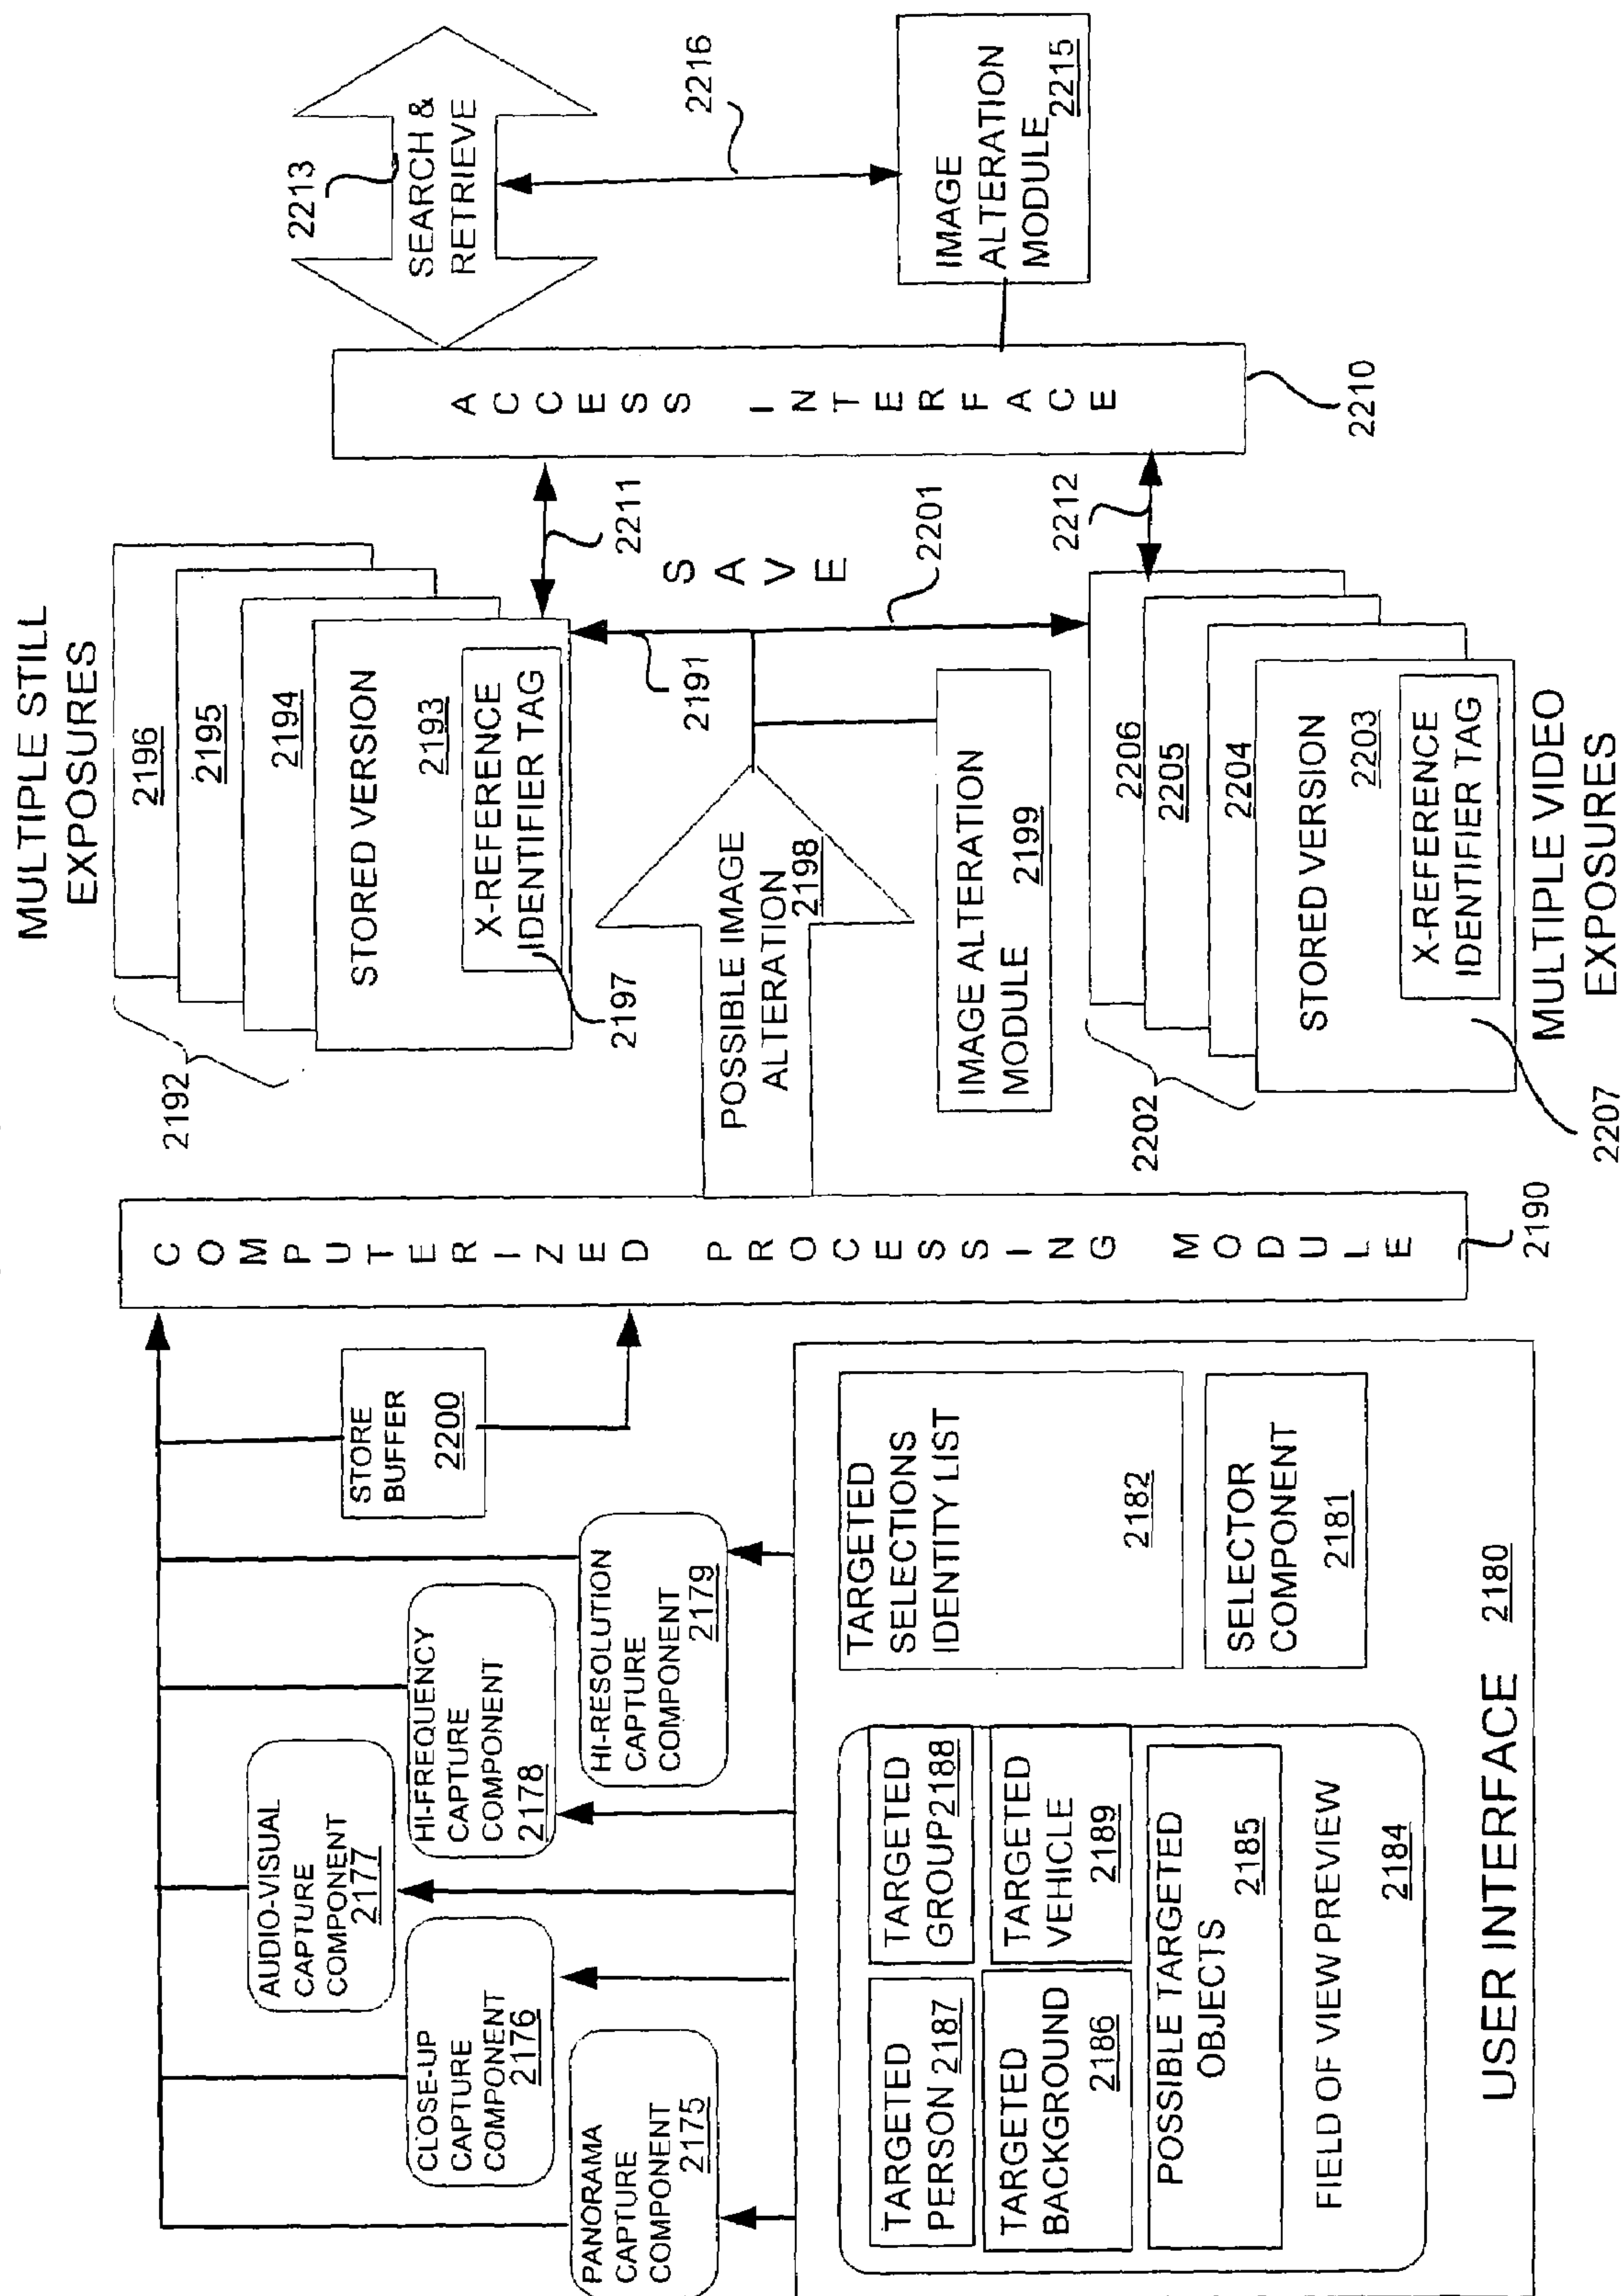 PANORAMA
CAPTURE
COMPONENT
2175
CLOSE-UP
CAPTURE
COMPONENT
2176
AUDIO-VISUAL
CAPTURE
COMPONENT
2177
HI-FREQUENCY
CAPTURE
COMPONENT
2178
HI-RESOLUTION
CAPTURE
COMPONENT
2179
STORE
BUFFER
2200
TARGETED
PERSON 2187
TARGETED
GROUP2188
TARGETED
BACKGROUND
2186
TARGETED
VEHICLE
2189
POSSIBLE TARGETED
OBJECTS
2185
FIELD OF VIEW PREVIEW
2184
TARGETED
SELECTIONS
IDENTITY LIST
2182
SELECTOR
COMPONENT
2181
USER INTERFACE 2180
COMPUTERIZED PROCESSING MODULE
2190
MULTIPLE STILL
EXPOSURES
2192
2196
2195
2194
STORED VERSION
2193
X-REFERENCE
IDENTIFIER TAG
2197
POSSIBLE IMAGE
ALTERATION
2198
IMAGE ALTERATION
MODULE 2199
2191
SAVE
2201
2211
2212
2202
2206
2205
2204
STORED VERSION
2203
X-REFERENCE
IDENTIFIER TAG
2207
MULTIPLE VIDEO
EXPOSURES
ACCESS INTERFACE
2210
2213
SEARCH &
RETRIEVE
2216
IMAGE
ALTERATION
MODULE
2215